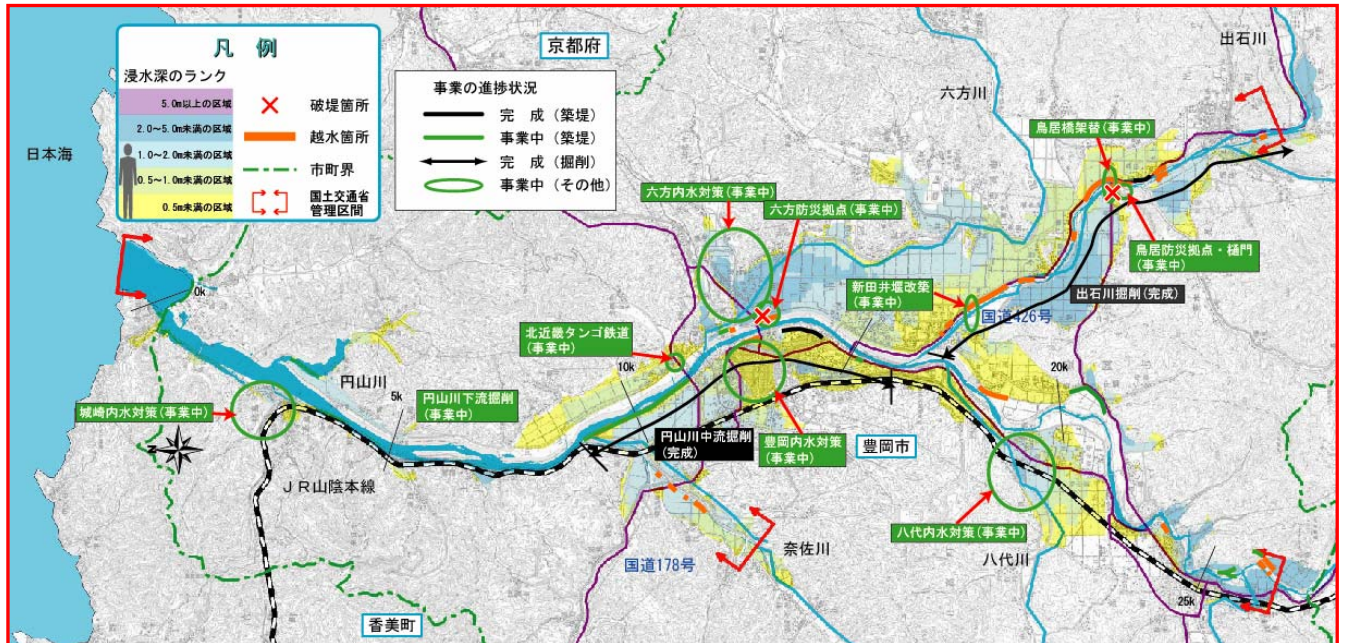 凡　例
浸水深のランク
5.0m以上の区域
2.0～5.0m未満の区域
1.0～2.0m未満の区域
0.5～1.0m未満の区域
0.5m未満の区域
破堤箇所
越水箇所
市町界
国土交通省
管理区間
事業の進捗状況
完　成（築堤）
事業中（築堤）
完　成（掘削）
事業中（その他）
京都府
日本海
出石川
六方川
鳥居橋架替（事業中）
六方内水対策（事業中）
六方防災拠点（事業中）
鳥居防災拠点・樋門
（事業中）
新田井堰改築
（事業中）
出石川掘削（完成）
国道426号
北近畿タンゴ鉄道
（事業中）
0k
10k
20k
円山川
5k
円山川下流掘削
（事業中）
城崎内水対策（事業中）
N
円山川中流掘削
（完成）
豊岡内水対策
（事業中）
豊岡市
JR山陰本線
八代内水対策（事業中）
奈佐川
八代川
国道178号
25k
香美町